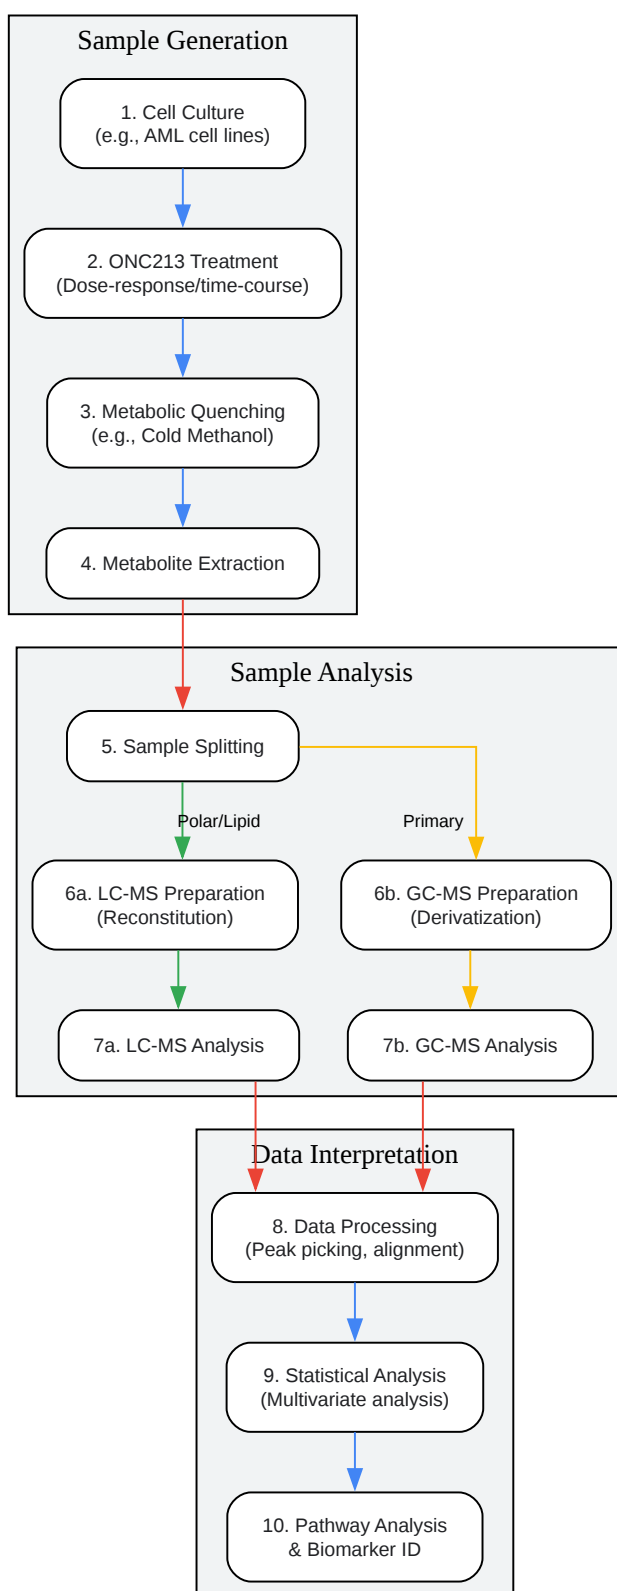 Sample Generation
1. Cell Culture
(e.g., AML cell lines)
2. ONC213 Treatment
(Dose-response/time-course)
3. Metabolic Quenching
(e.g., Cold Methanol)
4. Metabolite Extraction
Sample Analysis
5. Sample Splitting
Polar/Lipid
Primary
6a. LC-MS Preparation
(Reconstitution)
6b. GC-MS Preparation
(Derivatization)
7a. LC-MS Analysis
7b. GC-MS Analysis
Data Interpretation
8. Data Processing
(Peak picking, alignment)
9. Statistical Analysis
(Multivariate analysis)
10. Pathway Analysis
& Biomarker ID